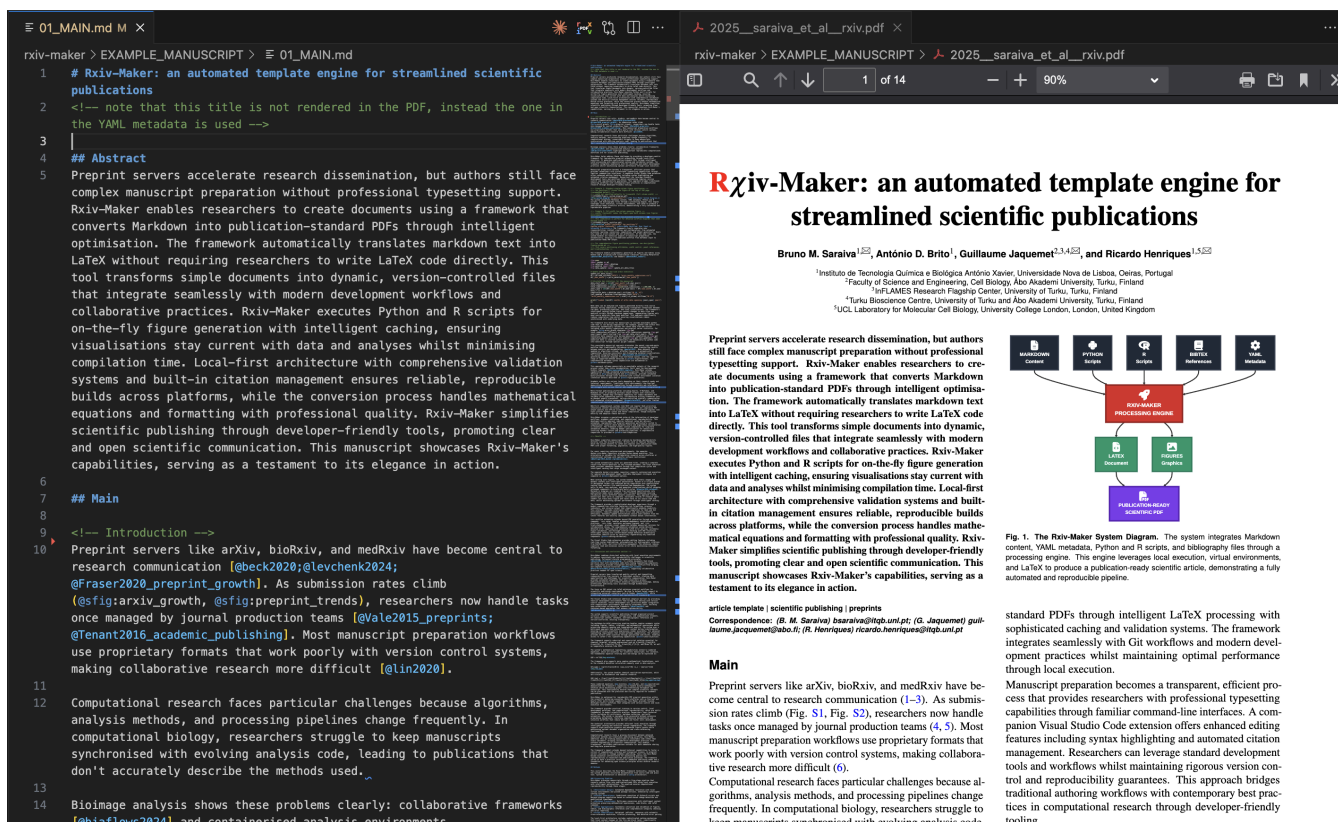 01_MAIN.md M
rxiv-maker > EXAMPLE_MANUSCRIPT > 01_MAIN.md
1 # Rxiv-Maker: an automated template engine for streamlined scientific
publications
2 <!-- note that this title is not rendered in the PDF, instead the one in
the YAML metadata is used -->
3
4 ## Abstract
5 Preprint servers accelerate research dissemination, but authors still face
complex manuscript preparation without professional typesetting support.
Rxiv-Maker enables researchers to create documents using a framework that
converts Markdown into publication-standard PDFs through intelligent
optimisation. The framework automatically translates markdown text into
LaTeX without requiring researchers to write LaTeX code directly. This
tool transforms simple documents into dynamic, version-controlled files
that integrate seamlessly with modern development workflows and
collaborative practices. Rxiv-Maker executes Python and R scripts for
on-the-fly figure generation with intelligent caching, ensuring
visualisations stay current with data and analyses whilst minimising
compilation time. Local-first architecture with comprehensive validation
systems and built-in citation management ensures reliable, reproducible
builds across platforms, while the conversion process handles mathematical
equations and formatting with professional quality. Rxiv-Maker simplifies
scientific publishing through developer-friendly tools, promoting clear
and open scientific communication. This manuscript showcases Rxiv-Maker's
capabilities, serving as a testament to its elegance in action.
6
7 ## Main
8
9 <!-- Introduction -->
10 Preprint servers like arXiv, bioRxiv, and medRxiv have become central to
research communication [@beck2020;@levchenk2024;
@Fraser2020_preprint_growth]. As submission rates climb
(@sfig:arxiv_growth, @sfig:preprint_trends), researchers now handle tasks
once managed by journal production teams [@Vale2015_preprints;
@Tenant2016_academic_publishing]. Most manuscript preparation workflows
use proprietary formats that work poorly with version control systems,
making collaborative research more difficult [@lin2020].
11
12 Computational research faces particular challenges because algorithms,
analysis methods, and processing pipelines change frequently. In
computational biology, researchers struggle to keep manuscripts
synchronised with evolving analysis code, leading to publications that
don't accurately describe the methods used.
13
14 Bioimage analysis shows these problems clearly: collaborative frameworks
[@biaflows2024] and containerised analysis environments
2025__saraiva_et_al__rxiv.pdf
rxiv-maker > EXAMPLE_MANUSCRIPT > 2025__saraiva_et_al__rxiv.pdf
1 of 14
90%
Rχiv-Maker: an automated template engine for
streamlined scientific publications
Bruno M. Saraiva1,✉, António D. Brito1, Guillaume Jaquemet2,3,4✉, and Ricardo Henriques1,5✉
1Instituto de Tecnologia Química e Biológica António Xavier, Universidade Nova de Lisboa, Oeiras, Portugal
2Faculty of Science and Engineering, Cell Biology, Åbo Akademi University, Turku, Finland
3InFLAMES Research Flagship Center, University of Turku, Turku, Finland
4Turku Bioscience Centre, University of Turku and Åbo Akademi University, Turku, Finland
5UCL Laboratory for Molecular Cell Biology, University College London, London, United Kingdom
Preprint servers accelerate research dissemination, but authors
still face complex manuscript preparation without professional
typesetting support. Rxiv-Maker enables researchers to cre-
ate documents using a framework that converts Markdown
into publication-standard PDFs through intelligent optimisa-
tion. The framework automatically translates markdown text
into LaTeX without requiring researchers to write LaTeX code
directly. This tool transforms simple documents into dynamic,
version-controlled files that integrate seamlessly with modern
development workflows and collaborative practices. Rxiv-Maker
executes Python and R scripts for on-the-fly figure generation
with intelligent caching, ensuring visualisations stay current with
data and analyses whilst minimising compilation time. Local-first
architecture with comprehensive validation systems and built-
in citation management ensures reliable, reproducible builds
across platforms, while the conversion process handles mathe-
matical equations and formatting with professional quality. Rxiv-
Maker simplifies scientific publishing through developer-friendly
tools, promoting clear and open scientific communication. This
manuscript showcases Rxiv-Maker's capabilities, serving as a
testament to its elegance in action.
article template | scientific publishing | preprints
Correspondence: (B. M. Saraiva) bsaraiva@itqb.unl.pt; (G. Jaquemet) guil-
laume.jacquemet@abo.fi; (R. Henriques) ricardo.henriques@itqb.unl.pt
Main
Preprint servers like arXiv, bioRxiv, and medRxiv have be-
come central to research communication (1–3). As submis-
sion rates climb (Fig. S1, Fig. S2), researchers now handle
tasks once managed by journal production teams (4, 5). Most
manuscript preparation workflows use proprietary formats that
work poorly with version control systems, making collabora-
tive research more difficult (6).
Computational research faces particular challenges because al-
gorithms, analysis methods, and processing pipelines change
frequently. In computational biology, researchers struggle to
keep manuscripts synchronised with evolving analysis code,
MARKDOWN Content
PYTHON Scripts
R Scripts
BIBTEX References
YAML Metadata
RXIV-MAKER
PROCESSING ENGINE
LATEX Document
FIGURES Graphics
PUBLICATION-READY
SCIENTIFIC PDF
Fig. 1. The Rxiv-Maker System Diagram. The system integrates Markdown
content, YAML metadata, Python and R scripts, and bibliography files through a
processing engine. This engine leverages local execution, virtual environments,
and LaTeX to produce a publication-ready scientific article, demonstrating a fully
automated and reproducible pipeline.
standard PDFs through intelligent LaTeX processing with
sophisticated caching and validation systems. The framework
integrates seamlessly with Git workflows and modern devel-
opment practices whilst maintaining optimal performance
through local execution.
Manuscript preparation becomes a transparent, efficient pro-
cess that provides researchers with professional typesetting
capabilities through familiar command-line interfaces. A com-
panion Visual Studio Code extension offers enhanced editing
features including syntax highlighting and automated citation
management. Researchers can leverage standard development
tools and workflows whilst maintaining rigorous version con-
trol and reproducibility guarantees. This approach bridges
traditional authoring workflows with contemporary best prac-
tices in computational research through developer-friendly
tooling.